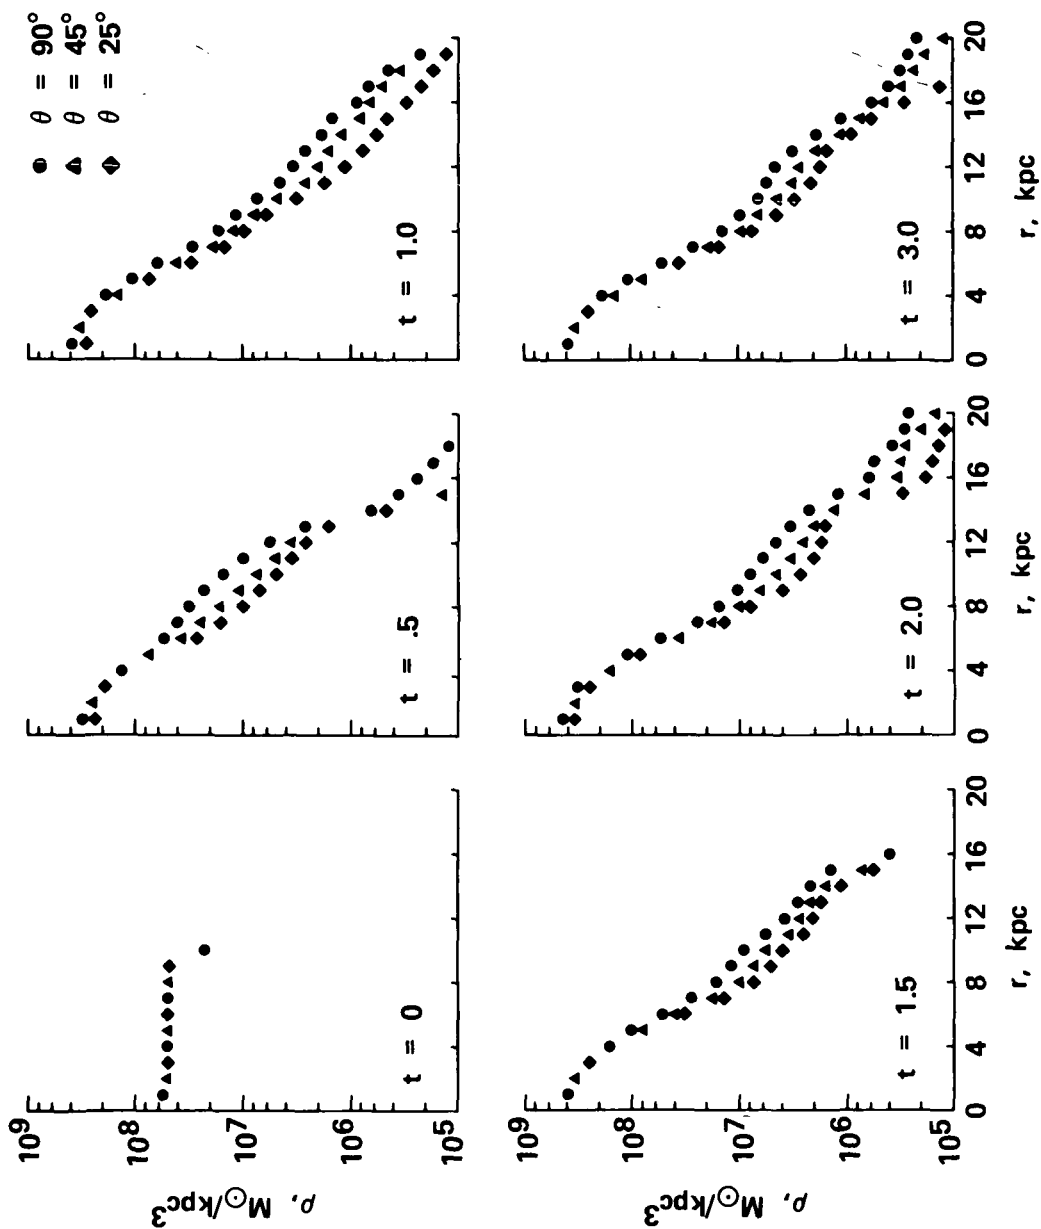 ● θ = 90°
▲ θ = 45°
◆ θ = 25°
ρ, M⊙/kpc³
10⁹
10⁸
10⁷
10⁶
10⁵
t = 0
t = .5
t = 1.0
ρ, M⊙/kpc³
10⁹
10⁸
10⁷
10⁶
10⁵
t = 1.5
t = 2.0
t = 3.0
0 4 8 12 16 20
0 4 8 12 16 20
0 4 8 12 16 20
r, kpc
r, kpc
r, kpc